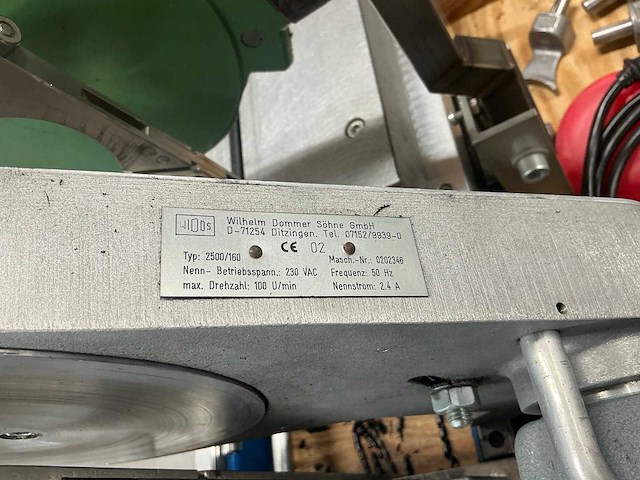 WIDOS
Wilhelm Dommer Söhne GmbH
D-71254 Ditzingen. Tel. 07152/9939-0
CE 02
Typ: 2500/160 Masch.-Nr.: 0202346
Nenn- Betriebsspann.: 230 VAC Frequenz: 50 Hz
max. Drehzahl: 100 U/min Nennstrom: 2.4 A